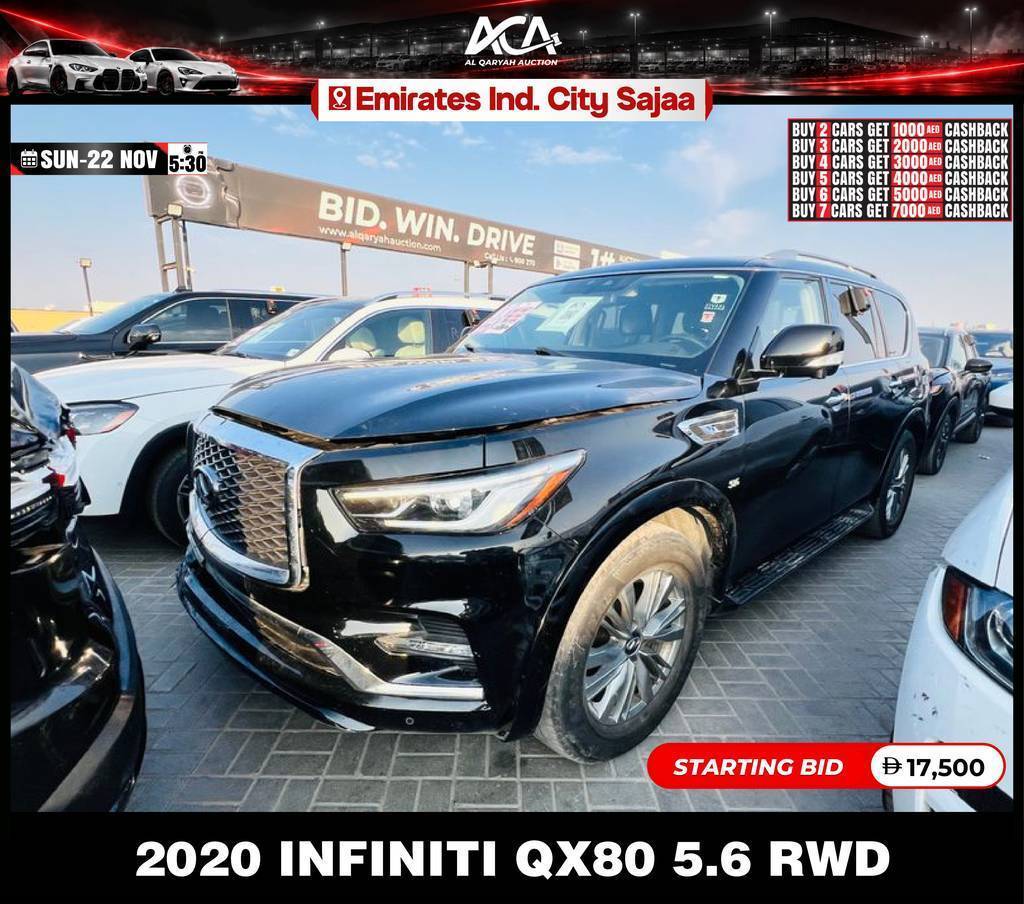 ACA
AL QARYAH AUCTION
Emirates Ind. City Sajaa
SUN-22 NOV 5:30
BUY 2 CARS GET 1000 AED CASHBACK
BUY 3 CARS GET 2000 AED CASHBACK
BUY 4 CARS GET 3000 AED CASHBACK
BUY 5 CARS GET 4000 AED CASHBACK
BUY 6 CARS GET 5000 AED CASHBACK
BUY 7 CARS GET 7000 AED CASHBACK
BID. WIN. DRIVE
www.alqaryahauction.com
1#
STARTING BID 17,500
2020 INFINITI QX80 5.6 RWD